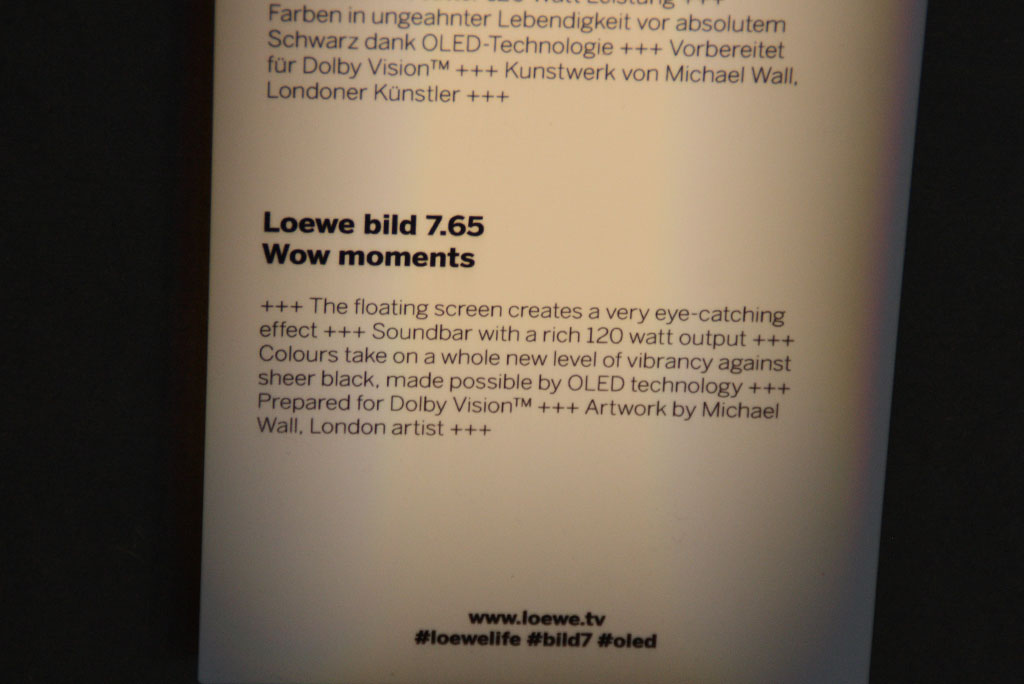 120 Watt Leistung +++
Farben in ungeahnter Lebendigkeit vor absolutem
Schwarz dank OLED-Technologie +++ Vorbereitet
für Dolby Vision™ +++ Kunstwerk von Michael Wall,
Londoner Künstler +++
Loewe bild 7.65
Wow moments
+++ The floating screen creates a very eye-catching
effect +++ Soundbar with a rich 120 watt output +++
Colours take on a whole new level of vibrancy against
sheer black, made possible by OLED technology +++
Prepared for Dolby Vision™ +++ Artwork by Michael
Wall, London artist +++
www.loewe.tv
#loewelife #bild7 #oled